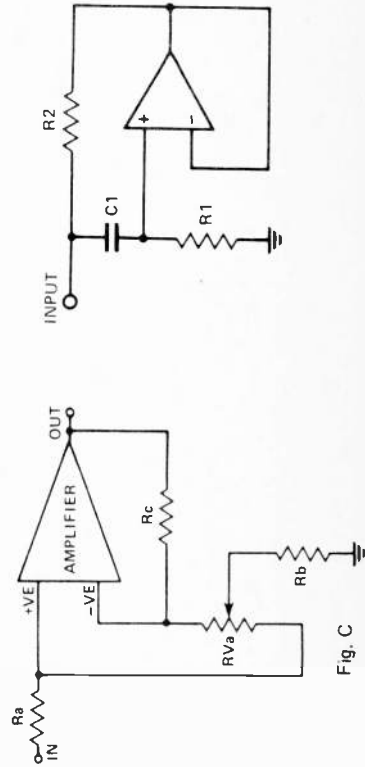 Ra
IN
+VE
−VE
AMPLIFIER
OUT
Rc
RVa
Rb
Fig. C
INPUT
R2
C1
R1
+
−